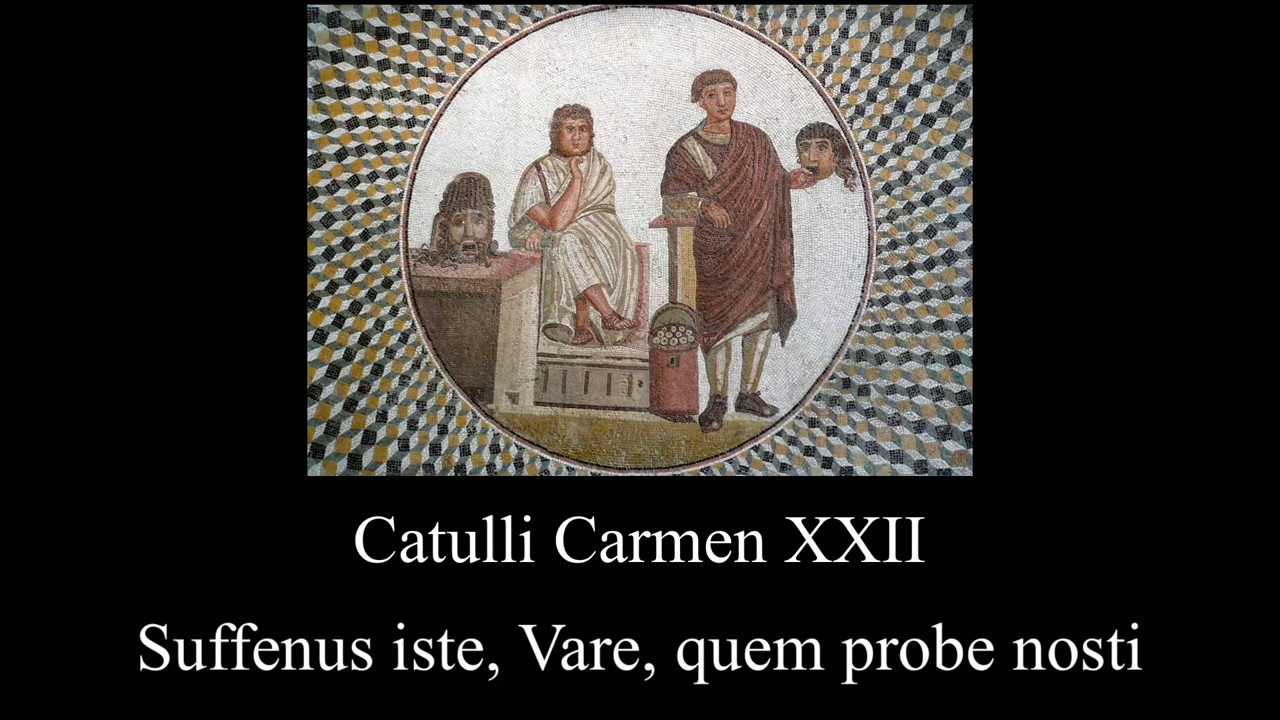 Catulli Carmen XXII
Suffenus iste, Vare, quem probe nosti